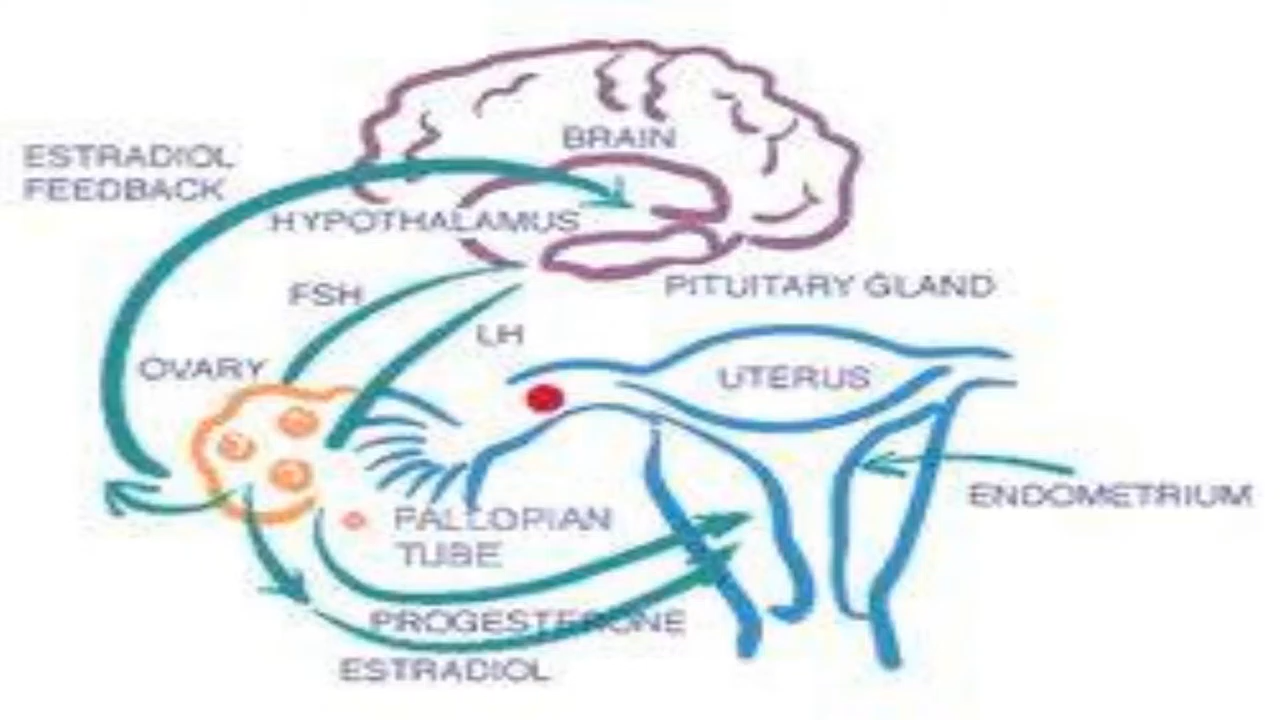 BRAIN
ESTRADIOL
FEEDBACK
HYPOTHALAMUS
FSH
PITUITARY GLAND
LH
OVARY
UTERUS
ENDOMETRIUM
FALLOPIAN
TUBE
PROGESTERONE
ESTRADIOL